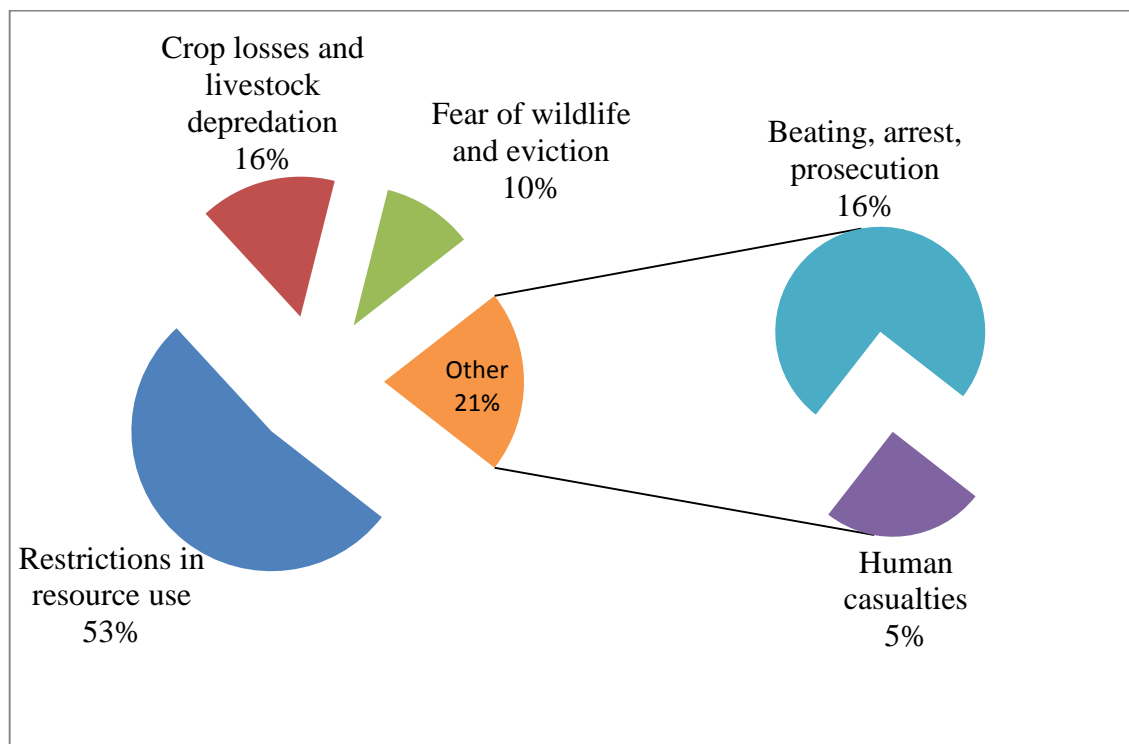 Crop losses and
livestock
depredation
16%
Fear of wildlife
and eviction
10%
Beating, arrest,
prosecution
16%
Other
21%
Restrictions in
resource use
53%
Human
casualties
5%